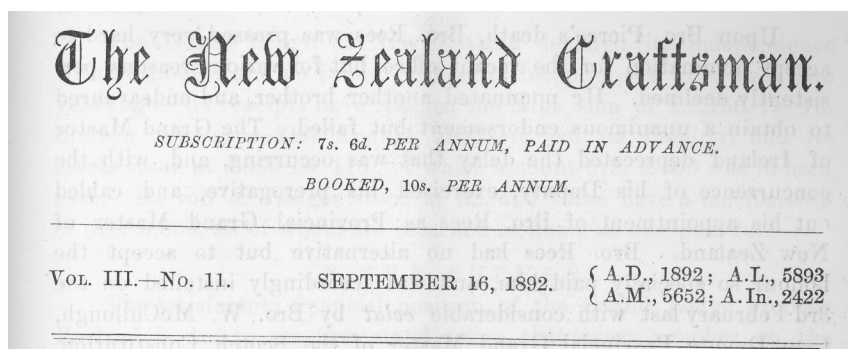 The New Zealand Craftsman.
SUBSCRIPTION: 7s. 6d. PER ANNUM, PAID IN ADVANCE.
BOOKED, 10s. PER ANNUM.
VOL. III.—No. 11. SEPTEMBER 16, 1892. { A.D., 1892; A.L., 5893
{ A.M., 5652; A.In., 2422